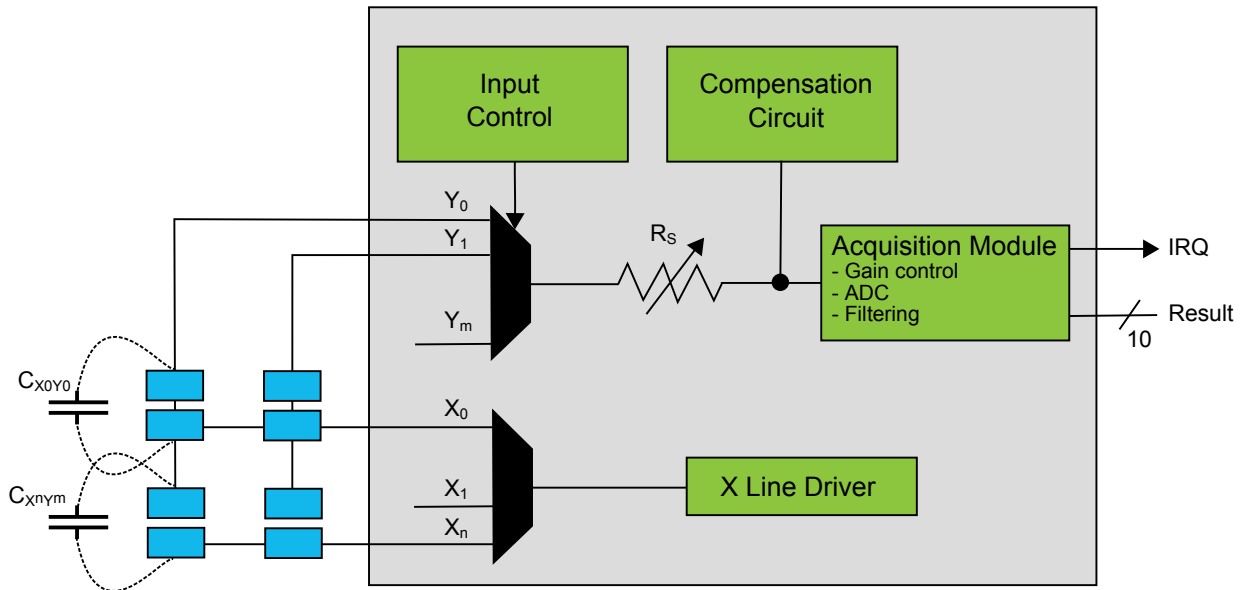 Input
Control
Compensation
Circuit
Y0
Y1
RS
Acquisition Module
- Gain control
- ADC
- Filtering
IRQ
Result
10
Ym
CX0Y0
X0
CXnYm
X1
Xn
X Line Driver